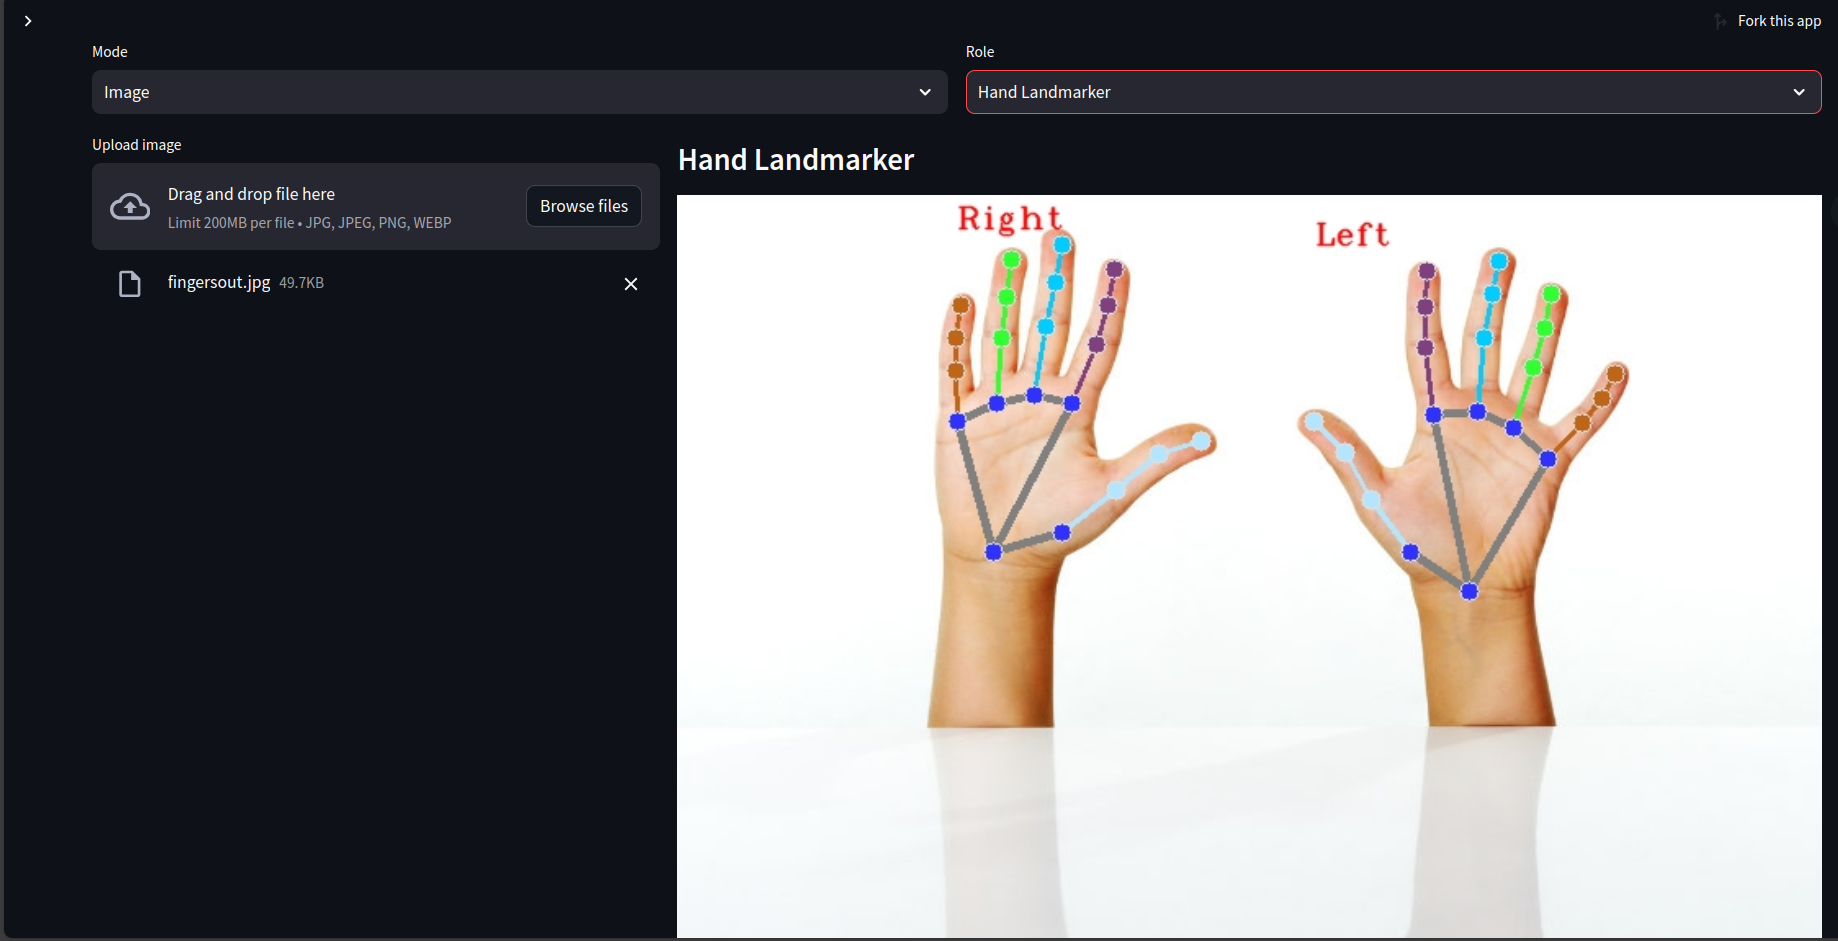 Fork this app
Mode
Role
Image
Hand Landmarker
Upload image
Drag and drop file here
Limit 200MB per file • JPG, JPEG, PNG, WEBP
Browse files
fingersout.jpg 49.7KB
Hand Landmarker
Right
Left